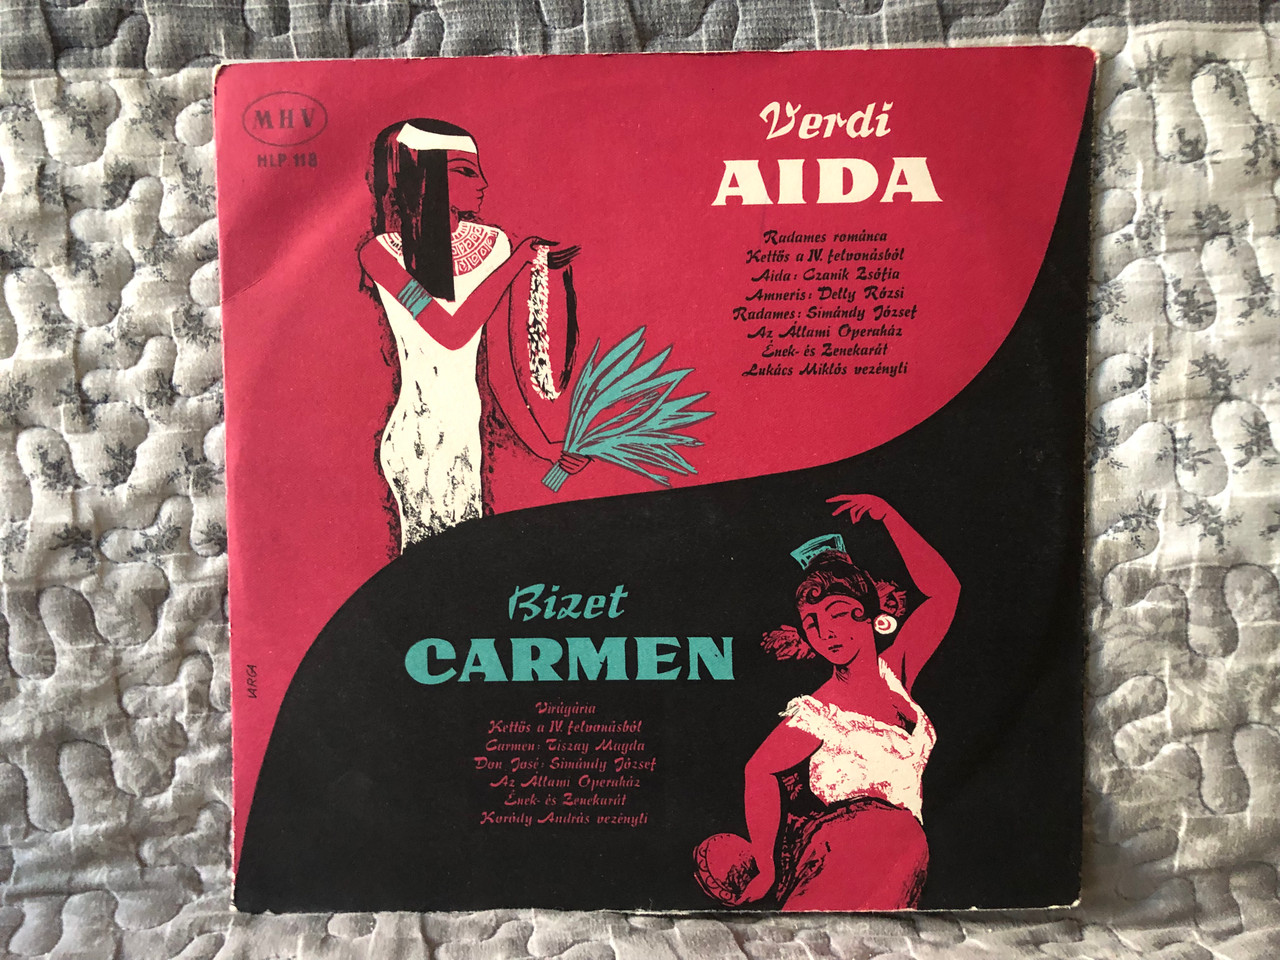 MHV
HLP 118
Verdi
AIDA
Radames románca
Kettős a IV. felvonásból
Aida: Czanik Zsófia
Amneris: Delly Rózsi
Radames: Simándy József
Az Állami Operaház
Ének- és Zenekarát
Lukács Miklós vezényli
Bizet
CARMEN
Virágária
Kettős a IV. felvonásból
Carmen: Tiszay Magda
Don José: Simándy József
Az Állami Operaház
Ének- és Zenekarát
Koródy András vezényli
VARGA